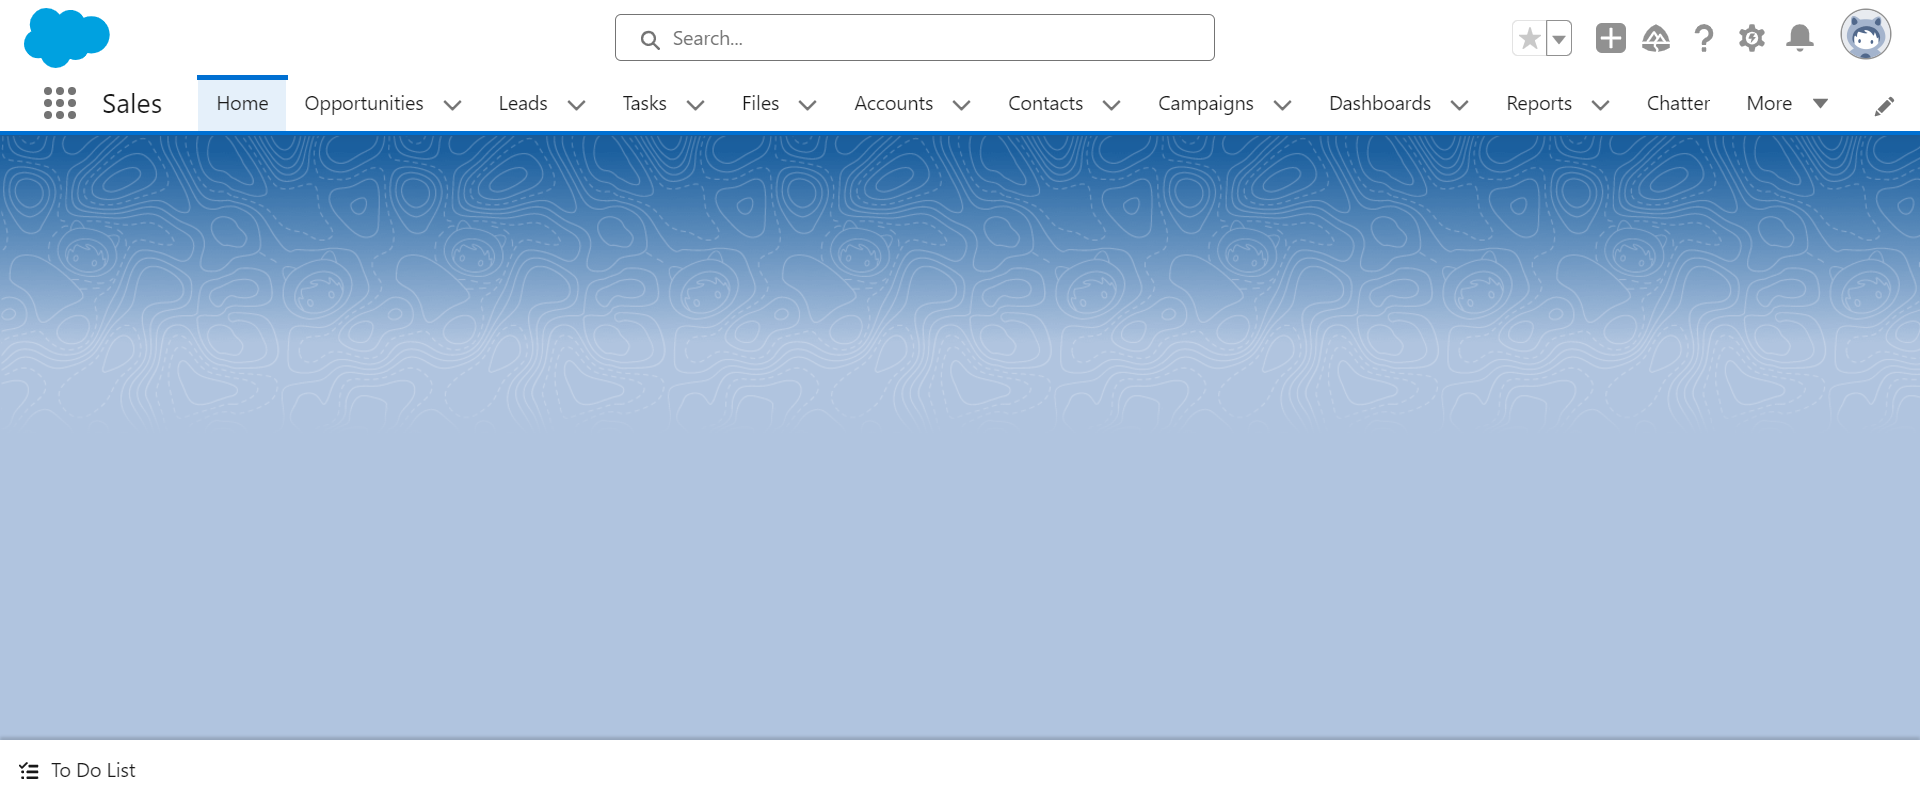 Search...
Sales
Home Opportunities Leads Tasks Files Accounts Contacts Campaigns Dashboards Reports Chatter More
To Do List